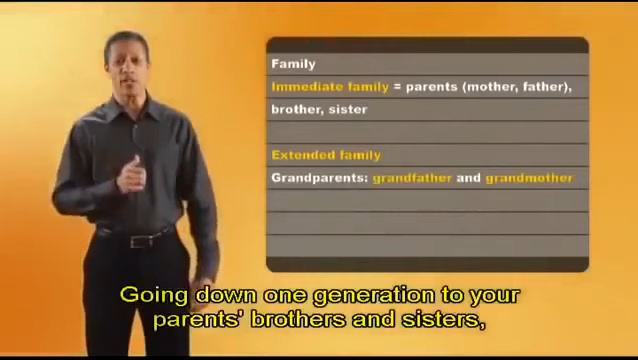 Family
Immediate family = parents (mother, father),
brother, sister
Extended family
Grandparents: grandfather and grandmother
Going down one generation to your
parents' brothers and sisters,